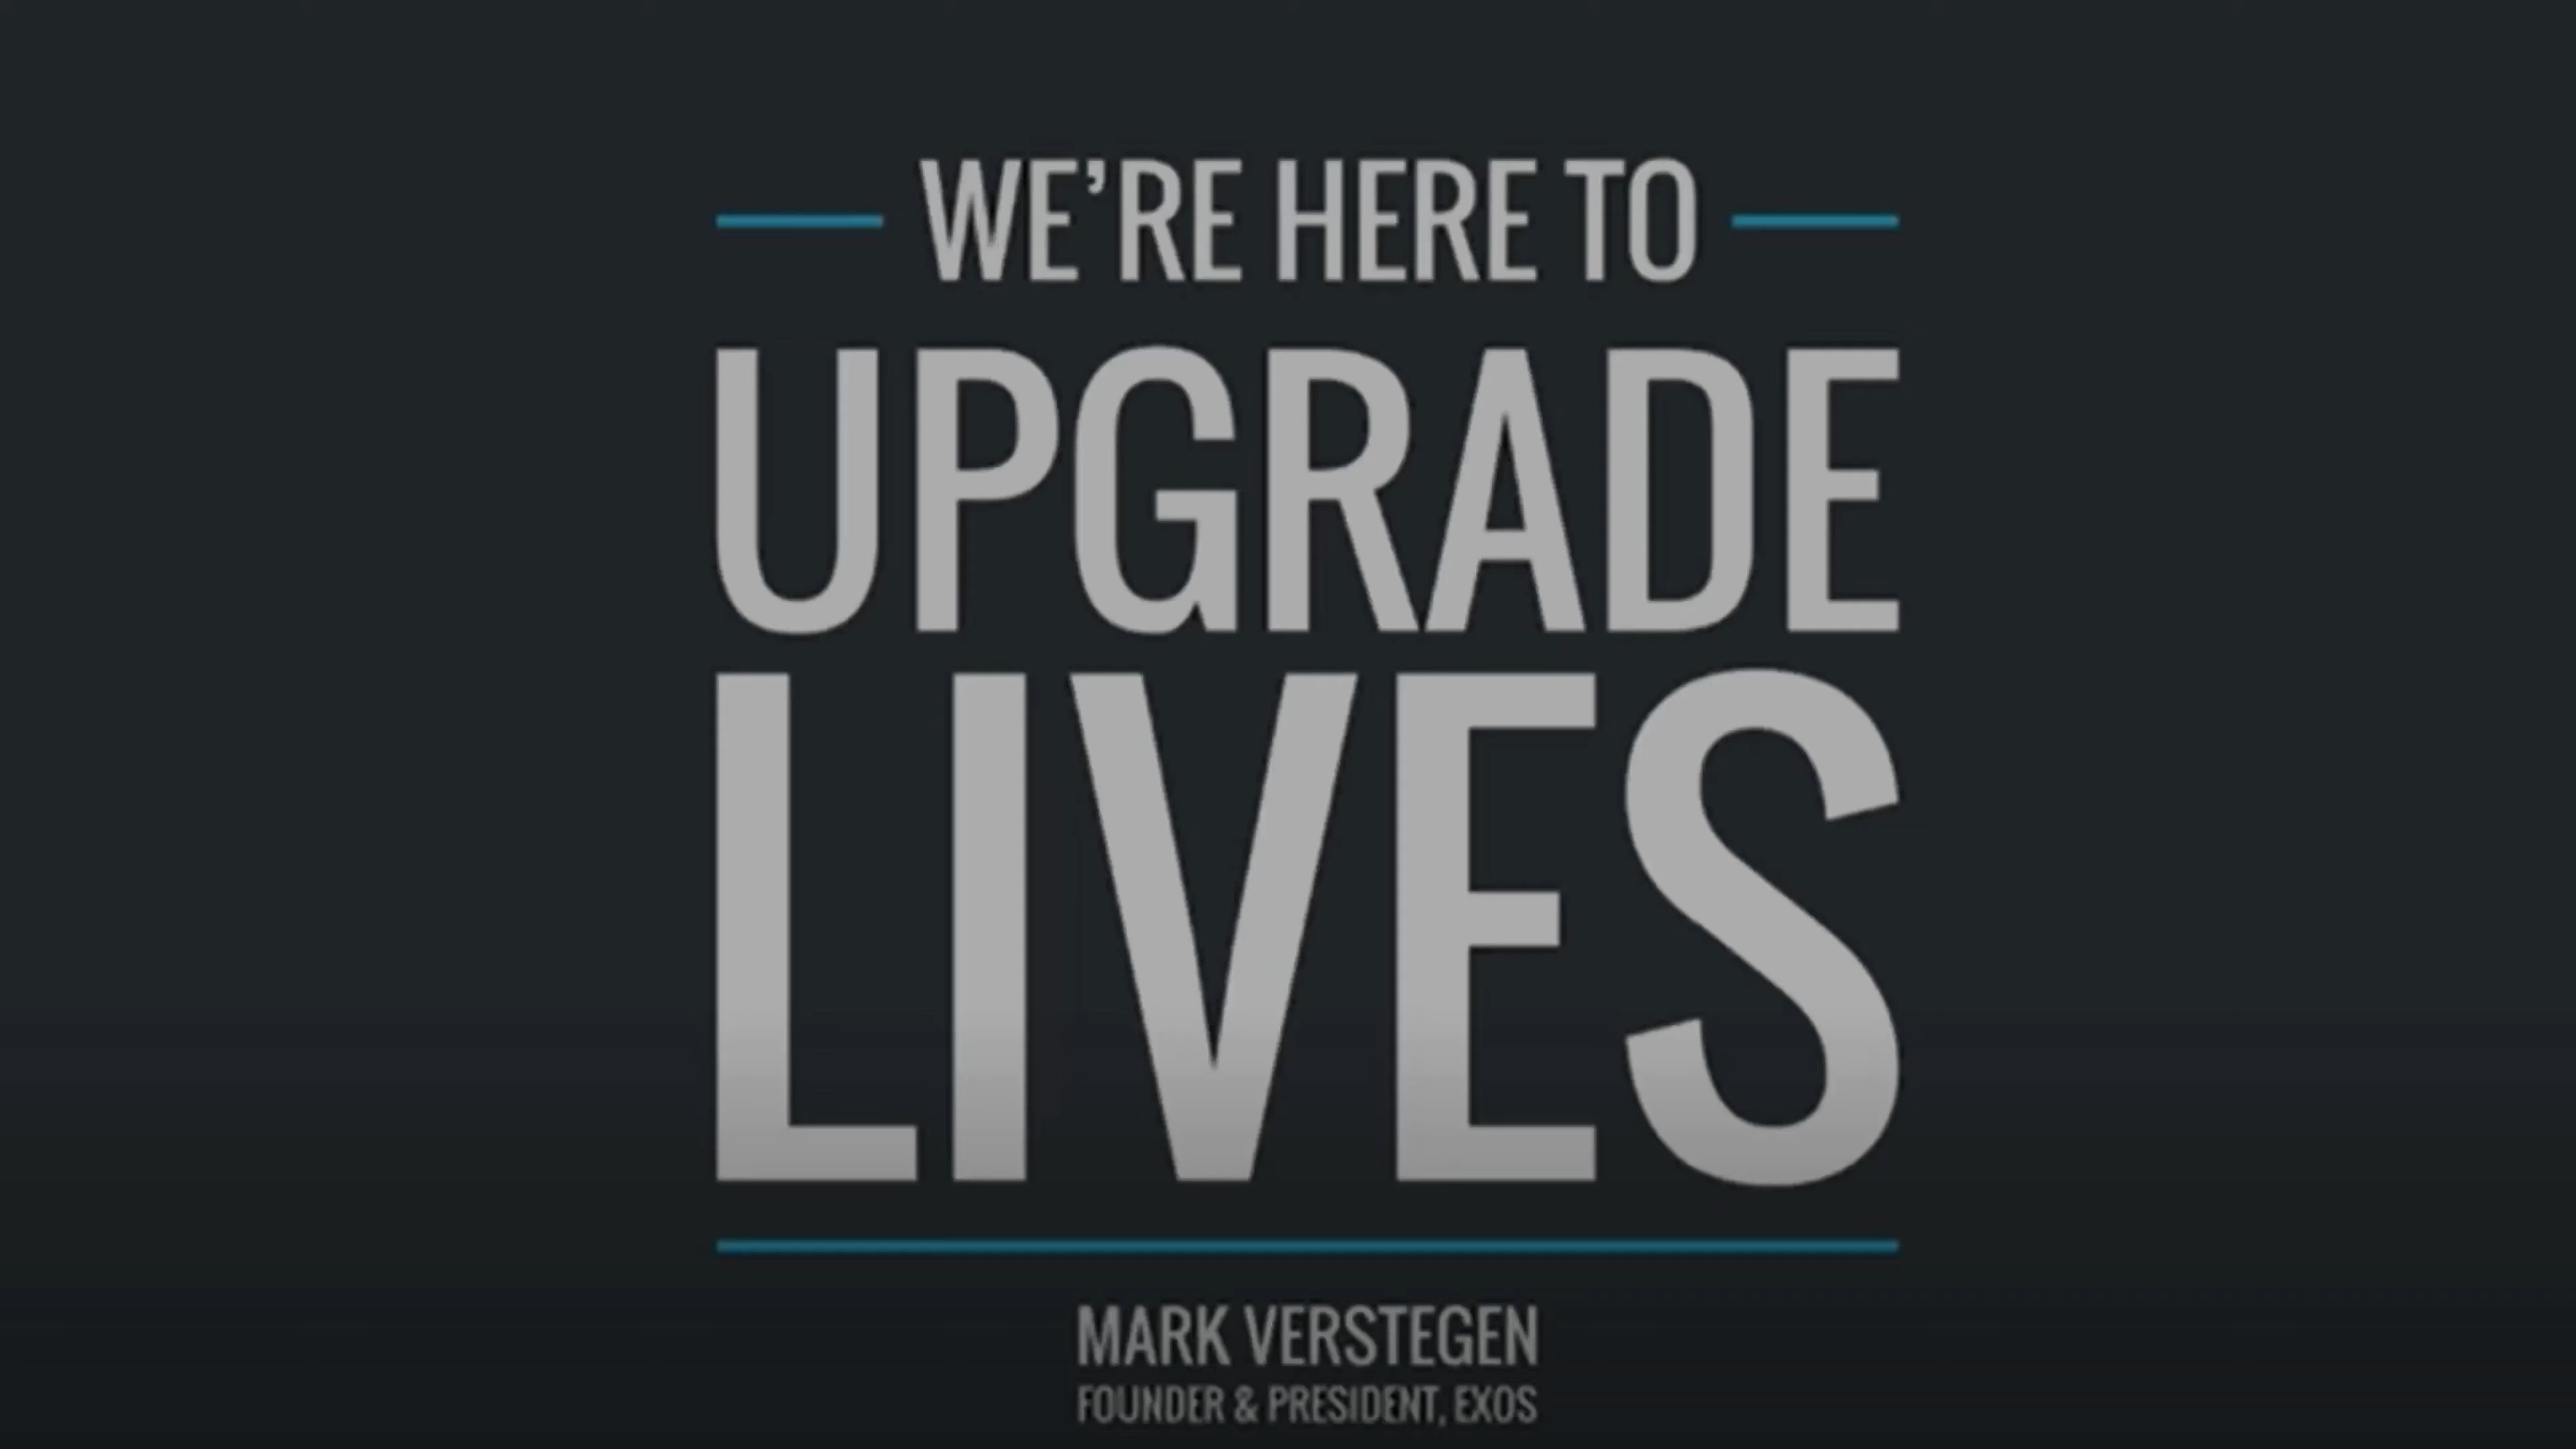 WE’RE HERE TO
UPGRADE
LIVES
MARK VERSTEGEN
FOUNDER & PRESIDENT, EXOS